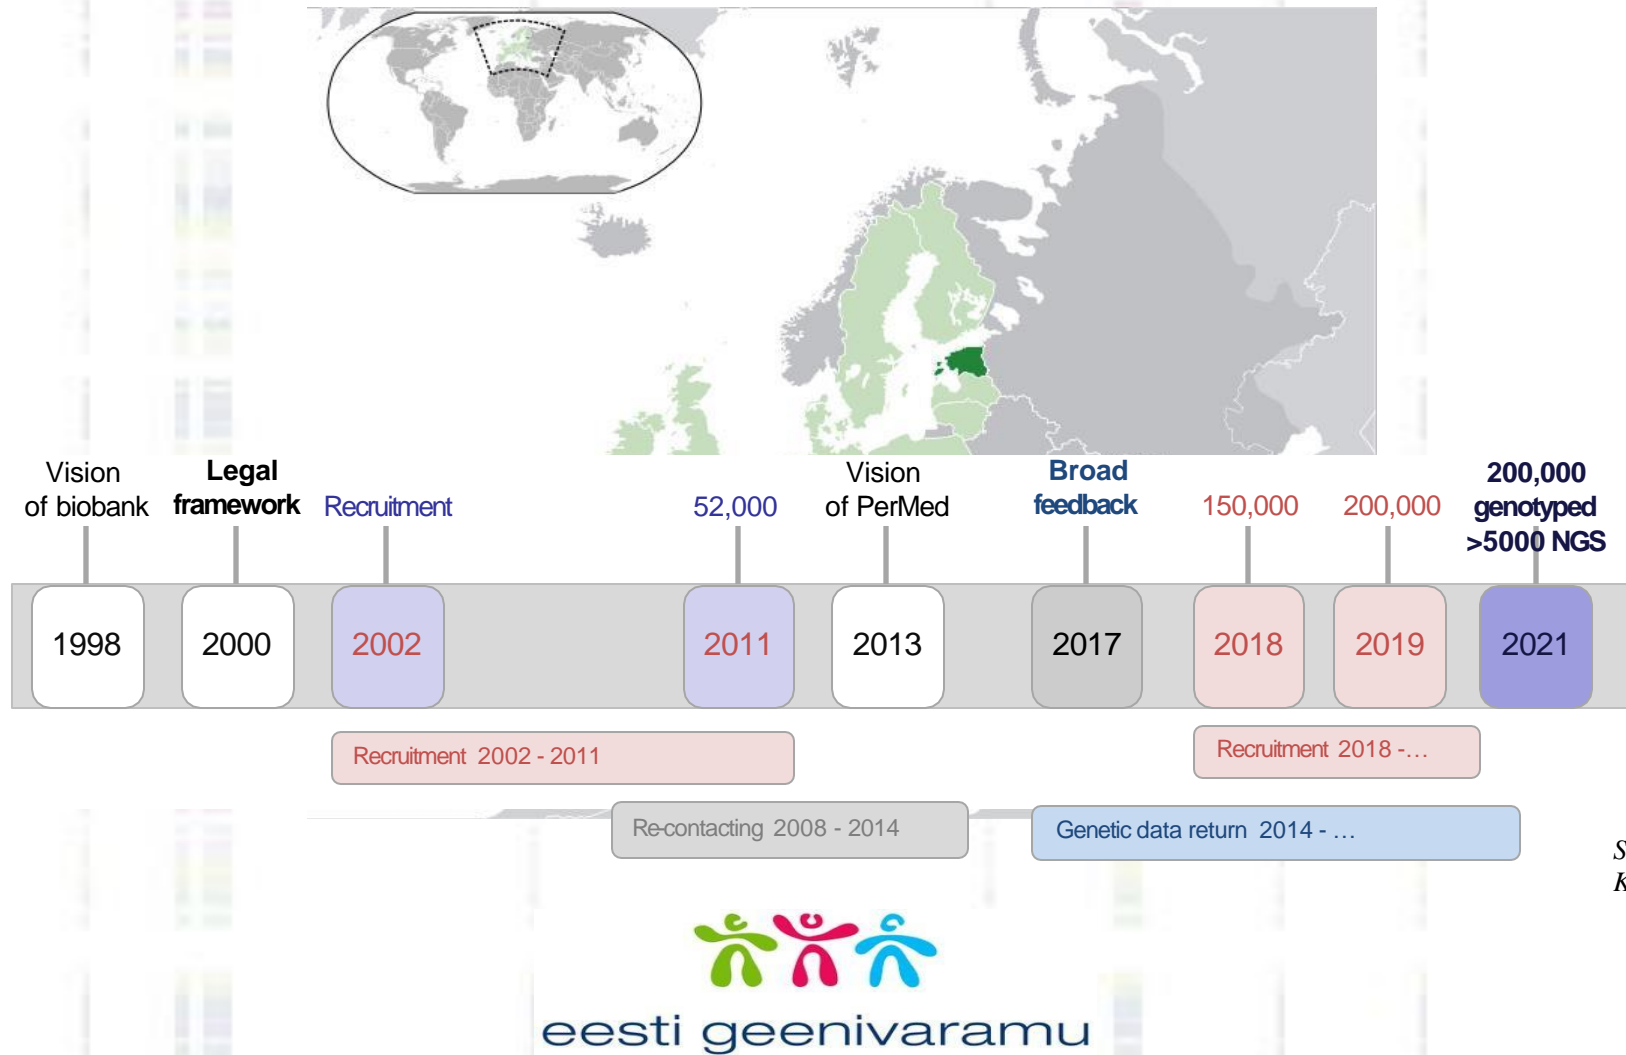 Vision
of biobank
Legal
framework
Recruitment
52,000
Vision
of PerMed
Broad
feedback
150,000
200,000
200,000
genotyped
>5000 NGS
1998
2000
2002
2011
2013
2017
2018
2019
2021
Recruitment 2002 - 2011
Recruitment 2018 -…
Re-contacting 2008 - 2014
Genetic data return 2014 - …
S
K
eesti geenivaramu